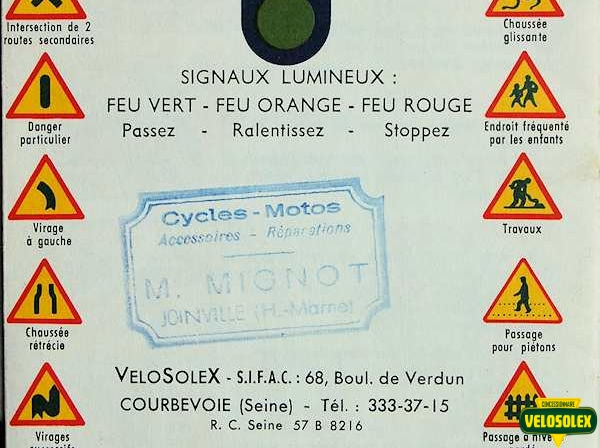 Intersection de 2
routes secondaires
Danger
particulier
Virage
à gauche
Chaussée
rétrécie
Virages
SIGNAUX LUMINEUX :
FEU VERT - FEU ORANGE - FEU ROUGE
Passez - Ralentissez - Stoppez
Cycles - Motos
Accessoires - Réparations
M. MIGNOT
JOINVILLE (H.-Marne)
VELOSOLEX - S.I.F.A.C. : 68, Boul. de Verdun
COURBEVOIE (Seine) - Tél. : 333-37-15
R. C. Seine 57 B 8216
Chaussée
glissante
Endroit fréquenté
par les enfants
Travaux
Passage
pour piétons
Passage à nive
CONCESSIONNAIRE
VELOSOLEX